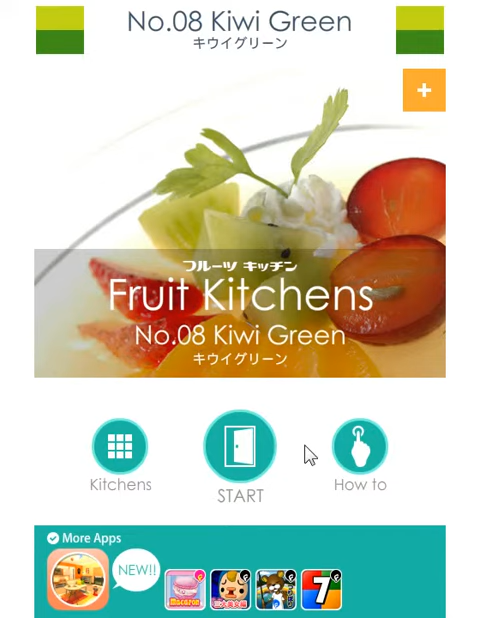 No.08 Kiwi Green
キウイグリーン
+
フルーツ キッチン
Fruit Kitchens
No.08 Kiwi Green
キウイグリーン
Kitchens
START
How to
More Apps
NEW!!
Macaron
7